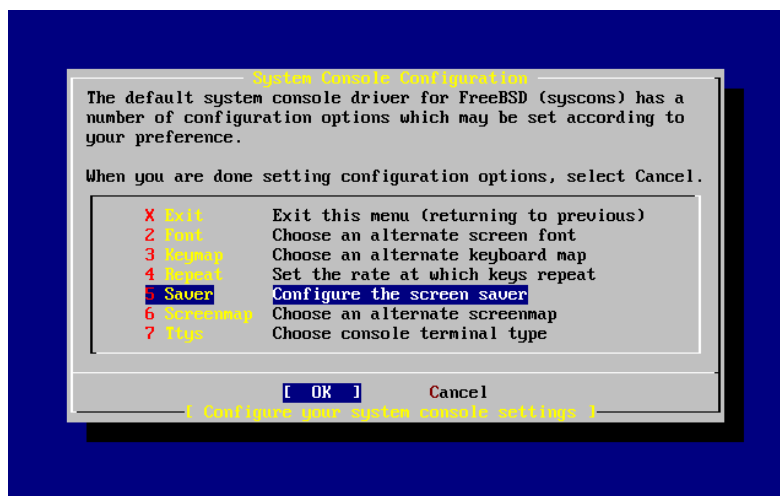 System Console Configuration
The default system console driver for FreeBSD (syscons) has a
number of configuration options which may be set according to
your preference.
When you are done setting configuration options, select Cancel.
X Exit Exit this menu (returning to previous)
2 Font Choose an alternate screen font
3 Keymap Choose an alternate keyboard map
4 Repeat Set the rate at which keys repeat
5 Saver Configure the screen saver
6 Screenmap Choose an alternate screenmap
7 Ttys Choose console terminal type
[ OK ] Cancel
[ Configure your system console settings ]